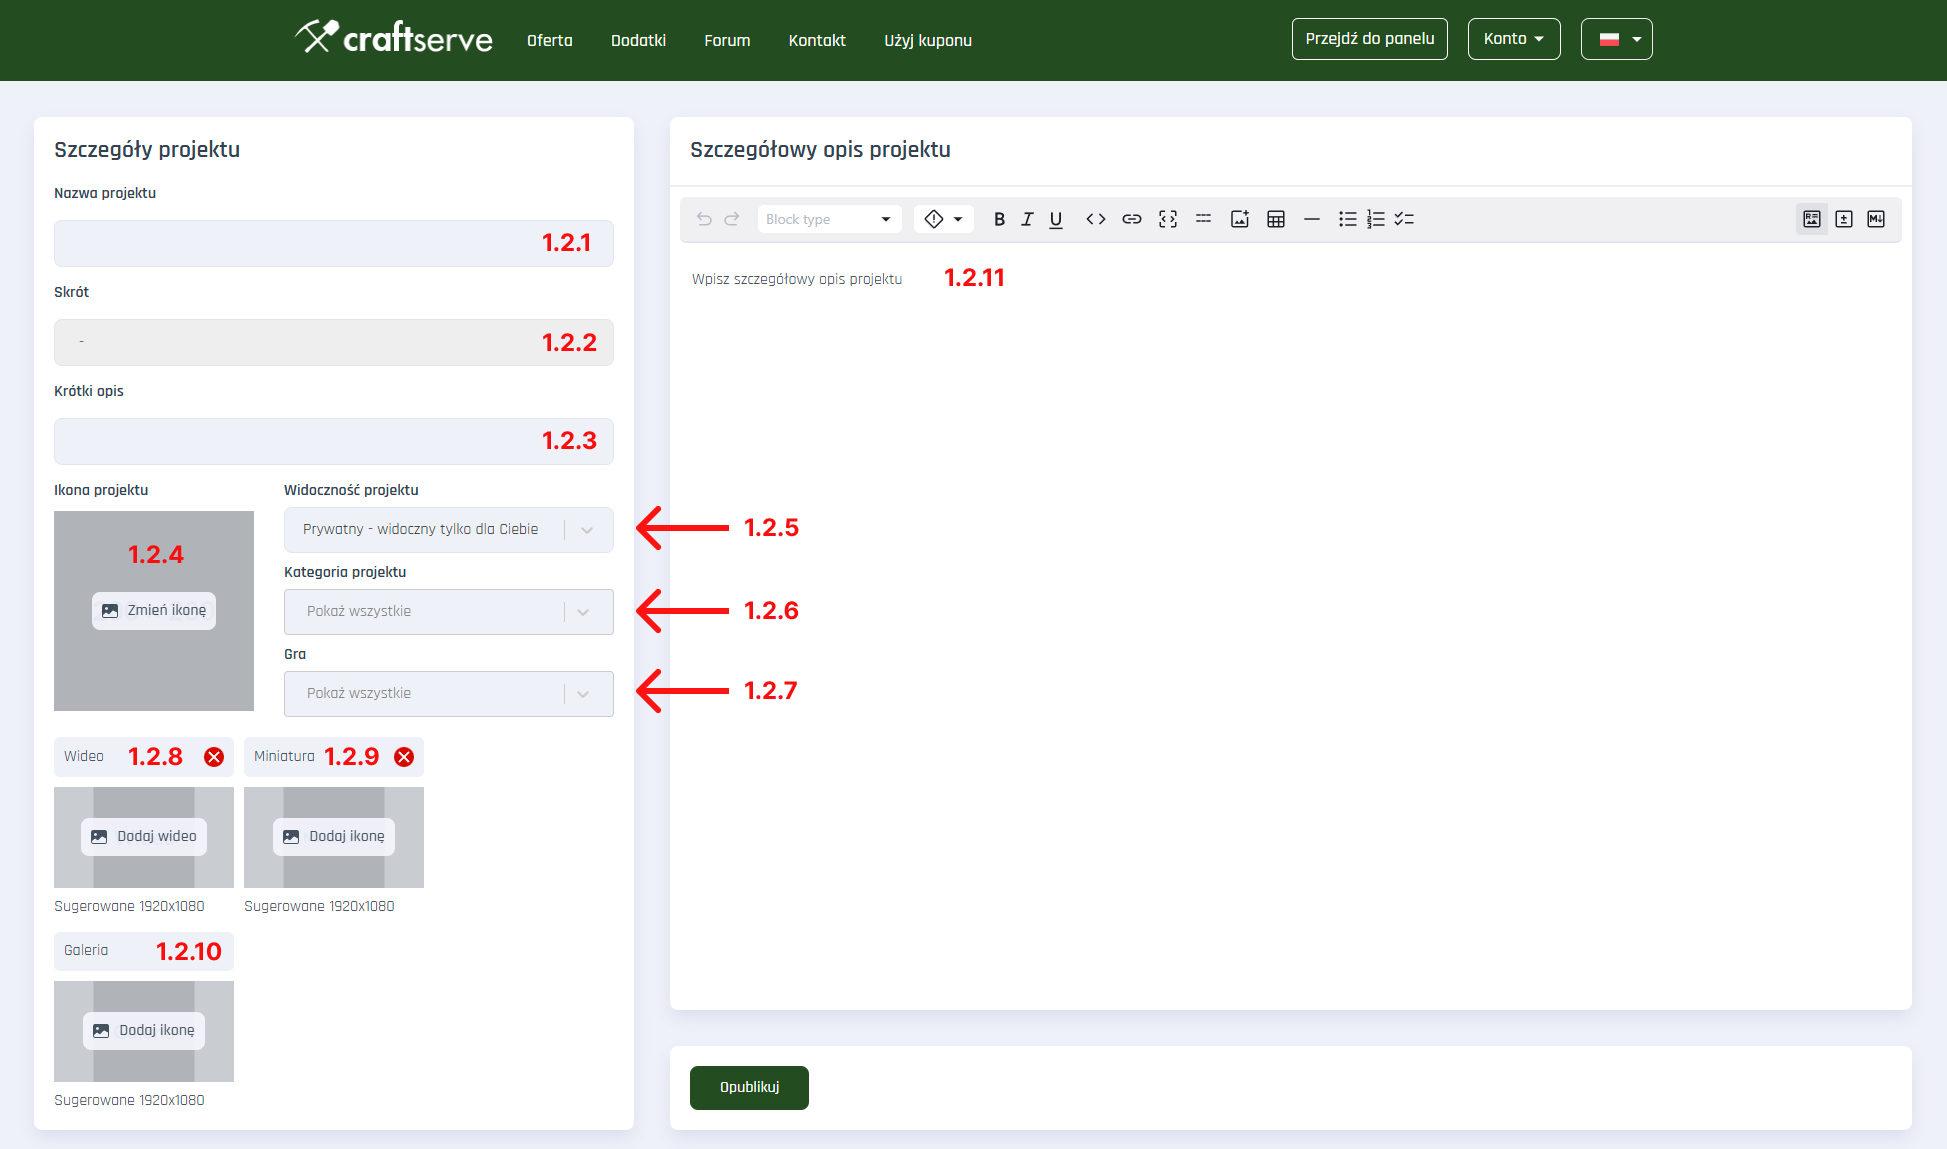 craftserve
Oferta
Dodatki
Forum
Kontakt
Użyj kuponu
Przejdź do panelu
Konto
Szczegóły projektu
Nazwa projektu
1.2.1
Skrót
- 1.2.2
Krótki opis
1.2.3
Ikona projektu
1.2.4
Zmień ikonę
Widoczność projektu
Prywatny - widoczny tylko dla Ciebie
1.2.5
Kategoria projektu
Pokaż wszystkie
1.2.6
Gra
Pokaż wszystkie
1.2.7
Wideo 1.2.8
Dodaj wideo
Sugerowane 1920x1080
Miniatura 1.2.9
Dodaj ikonę
Sugerowane 1920x1080
Galeria 1.2.10
Dodaj ikonę
Sugerowane 1920x1080
Szczegółowy opis projektu
Block type
B I U
Wpisz szczegółowy opis projektu 1.2.11
Opublikuj